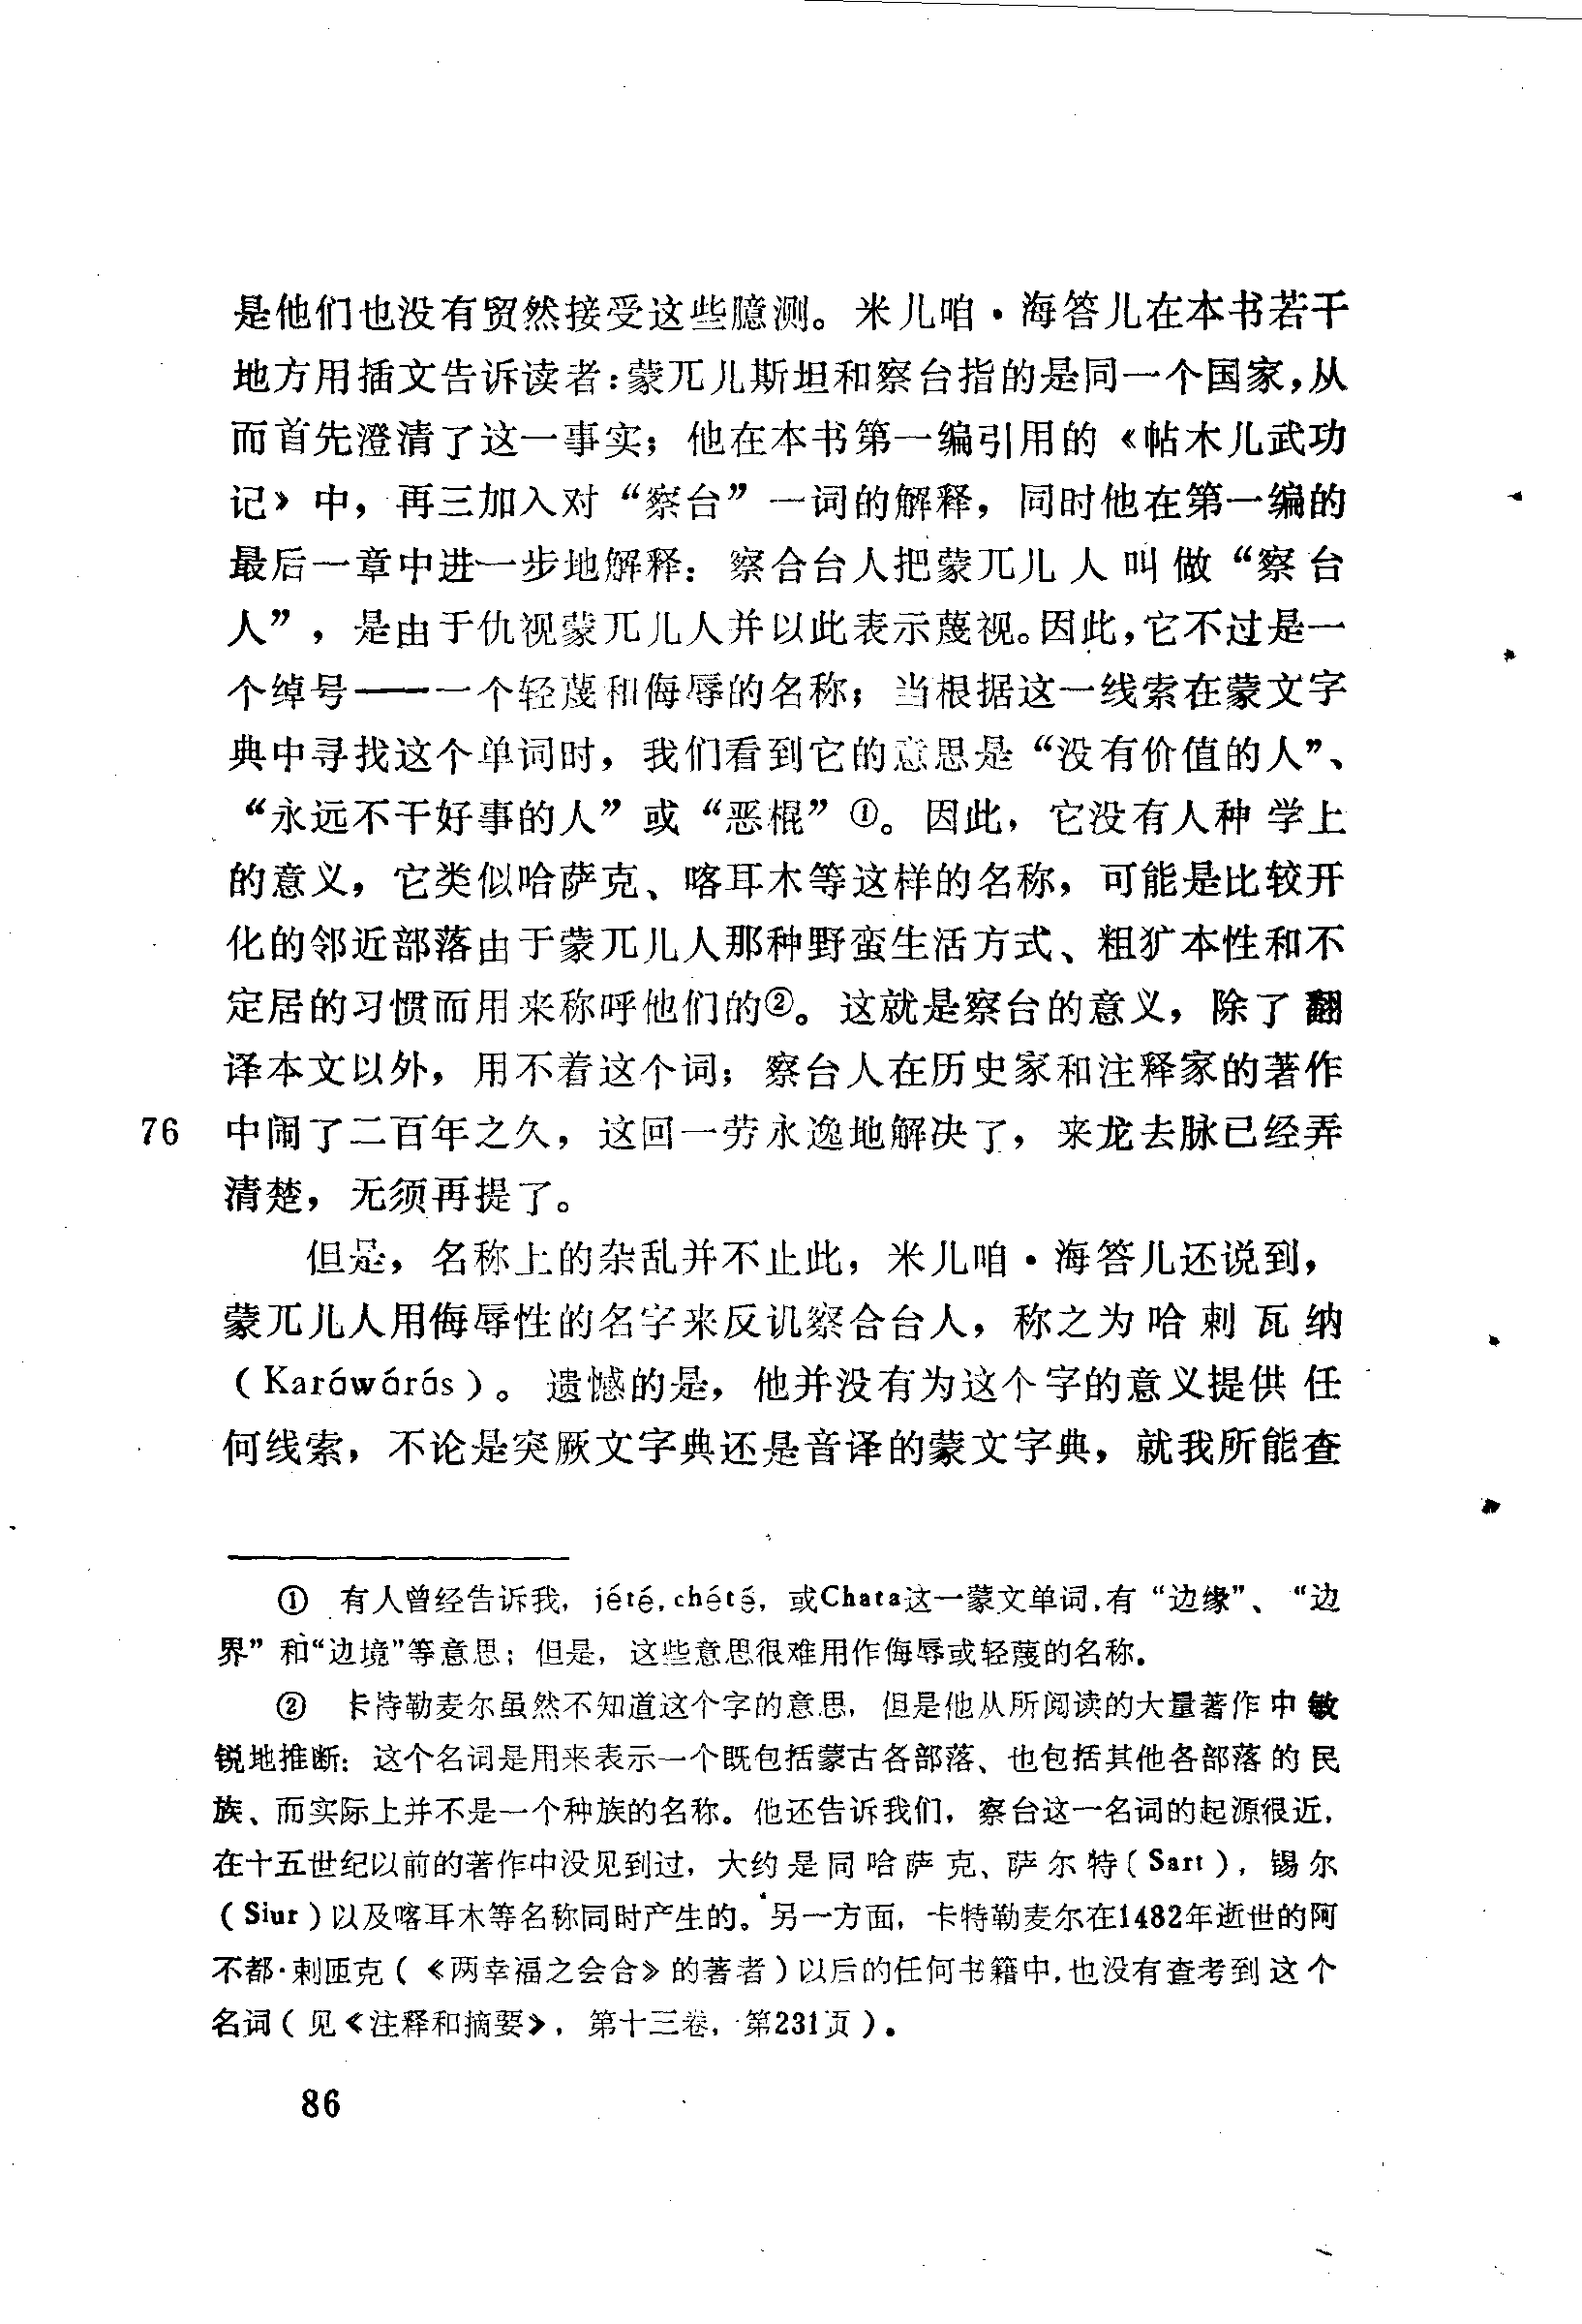 是他们也没有贸然接受这些臆测。米儿咱·海答儿在本书若干
地方用插文告诉读者:蒙兀儿斯坦和察台指的是同一个国家,从
而首先澄清了这一事实；他在本书第一编引用的《帖木儿武功
记》中，再三加入对“察台”一词的解释，同时他在第一编的
最后一章中进一步地解释：察合台人把蒙兀儿人叫做“察台
人”，是由于仇视蒙兀儿人并以此表示蔑视。因此,它不过是一
个绰号——一个轻蔑和侮辱的名称；当根据这一线索在蒙文字
典中寻找这个单词时，我们看到它的意思是“没有价值的人”、
“永远不干好事的人”或“恶棍”①。因此，它没有人种学上
的意义，它类似哈萨克、喀耳木等这样的名称，可能是比较开
化的邻近部落由于蒙兀儿人那种野蛮生活方式、粗犷本性和不
定居的习惯而用来称呼他们的②。这就是察台的意义，除了翻
译本文以外，用不着这个词；察台人在历史家和注释家的著作
76 中闹了二百年之久，这回一劳永逸地解决了，来龙去脉已经弄
清楚，无须再提了。
但是，名称上的杂乱并不止此，米儿咱·海答儿还说到，
蒙兀儿人用侮辱性的名字来反讥察合台人，称之为哈剌瓦纳
（Karáwárás）。遗憾的是，他并没有为这个字的意义提供任
何线索，不论是突厥文字典还是音译的蒙文字典，就我所能查
① 有人曾经告诉我，jété，chété，或Chata这一蒙文单词，有“边缘”、“边
界”和“边境”等意思；但是，这些意思很难用作侮辱或轻蔑的名称。
② 卡特勒麦尔虽然不知道这个字的意思，但是他从所阅读的大量著作中敏
锐地推断：这个名词是用来表示一个既包括蒙古各部落、也包括其他各部落的民
族、而实际上并不是一个种族的名称。他还告诉我们，察台这一名词的起源很近，
在十五世纪以前的著作中没见到过，大约是同哈萨克、萨尔特（Sart），锡尔
（Siur）以及喀耳木等名称同时产生的。另一方面，卡特勒麦尔在1482年逝世的阿
不都·剌匝克（《两幸福之会合》的著者）以后的任何书籍中，也没有查考到这个
名词（见《注释和摘要》，第十三卷，第231页）。
86